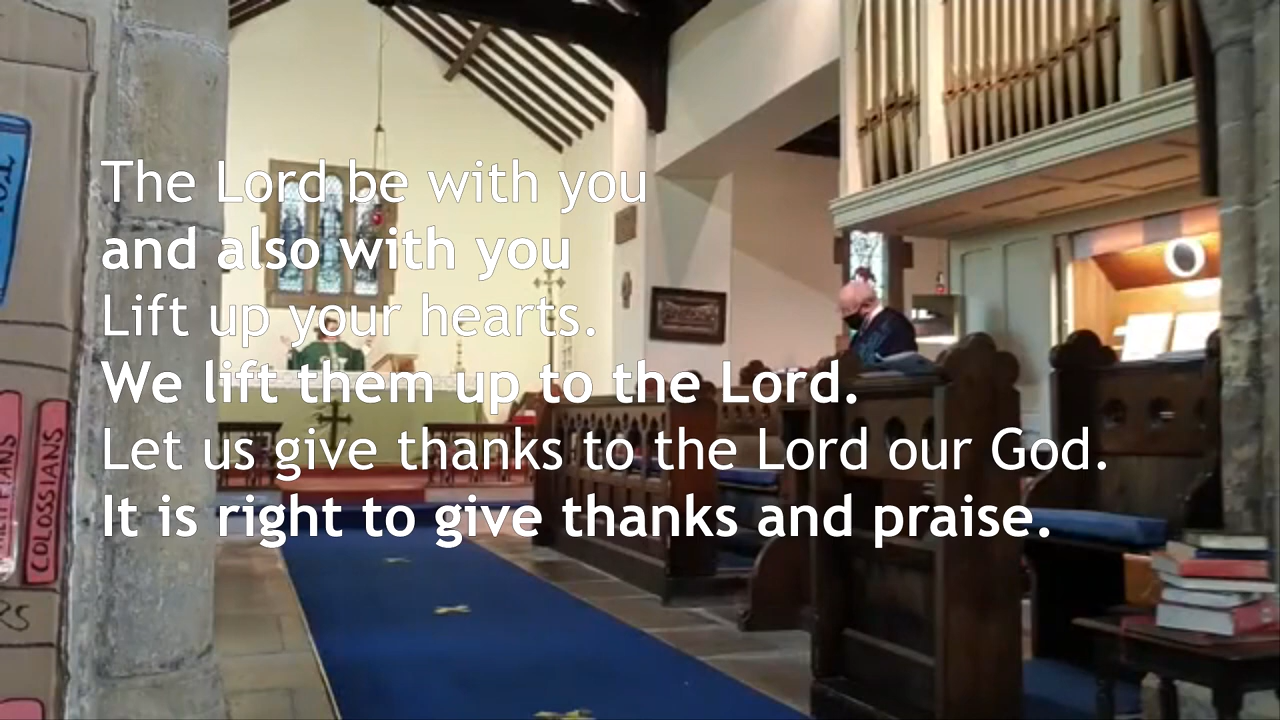 The Lord be with you
and also with you
Lift up your hearts.
We lift them up to the Lord.
Let us give thanks to the Lord our God.
It is right to give thanks and praise.
COLOSSIANS